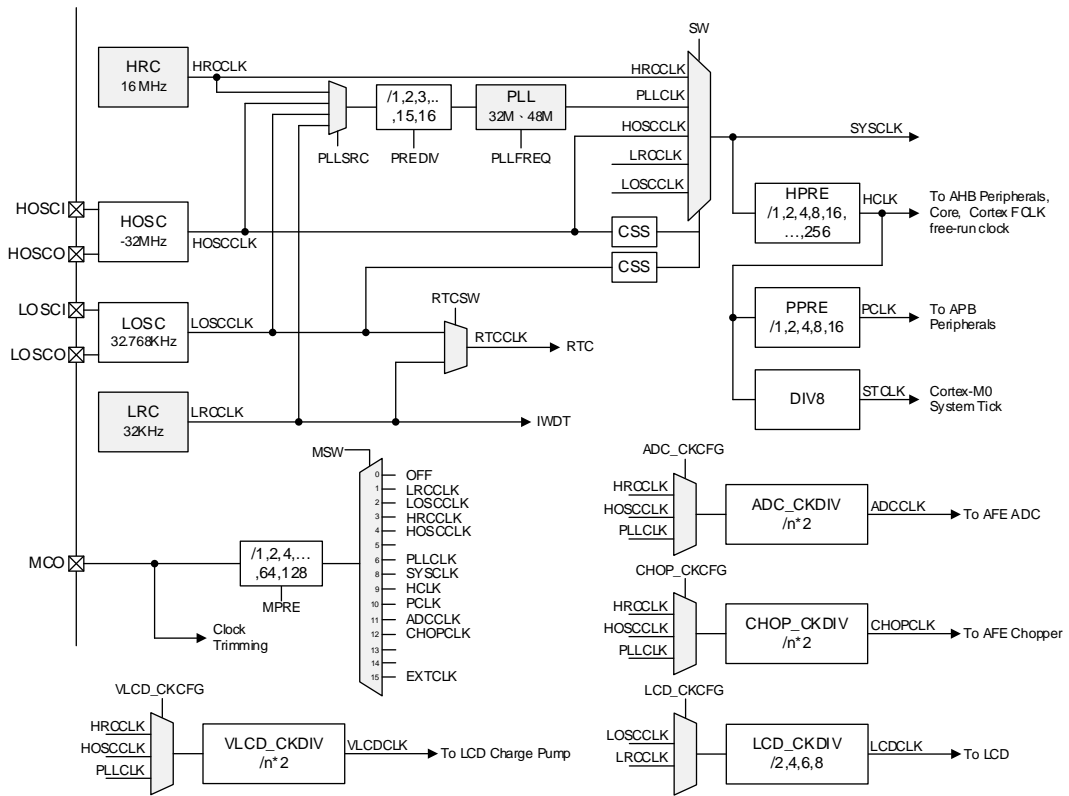 SW
HRC
16 MHz
HRCCLK
HRCCLK
/1,2,3,..
,15,16
PLL
32M、48M
PLLCLK
PLLSRC
PREDIV
PLLFREQ
HOSCCLK
LRCCLK
LOSCCLK
SYSCLK
HOSCI
HOSCO
HOSC
-32MHz
HOSCCLK
CSS
CSS
HPRE
/1,2,4,8,16,
…,256
HCLK
To AHB Peripherals,
Core, Cortex FCLK
free-run clock
LOSCI
LOSCO
LOSC
32.768KHz
LOSCCLK
RTCSW
RTCCLK
RTC
PPRE
/1,2,4,8,16
PCLK
To APB
Peripherals
LRC
32KHz
LRCCLK
IWDT
DIV8
STCLK
Cortex-M0
System Tick
MSW
0 OFF
1 LRCCLK
2 LOSCCLK
3 HRCCLK
4 HOSCCLK
5
6 PLLCLK
8 SYSCLK
9 HCLK
10 PCLK
11 ADCCLK
12 CHOPCLK
13
14
15 EXTCLK
MCO
/1,2,4,…
,64,128
MPRE
Clock
Trimming
ADC_CKCFG
HRCCLK
HOSCCLK
PLLCLK
ADC_CKDIV
/n*2
ADCCLK
To AFE ADC
CHOP_CKCFG
HRCCLK
HOSCCLK
PLLCLK
CHOP_CKDIV
/n*2
CHOPCLK
To AFE Chopper
VLCD_CKCFG
HRCCLK
HOSCCLK
PLLCLK
VLCD_CKDIV
/n*2
VLCDCLK
To LCD Charge Pump
LCD_CKCFG
LOSCCLK
LRCCLK
LCD_CKDIV
/2,4,6,8
LCDCLK
To LCD